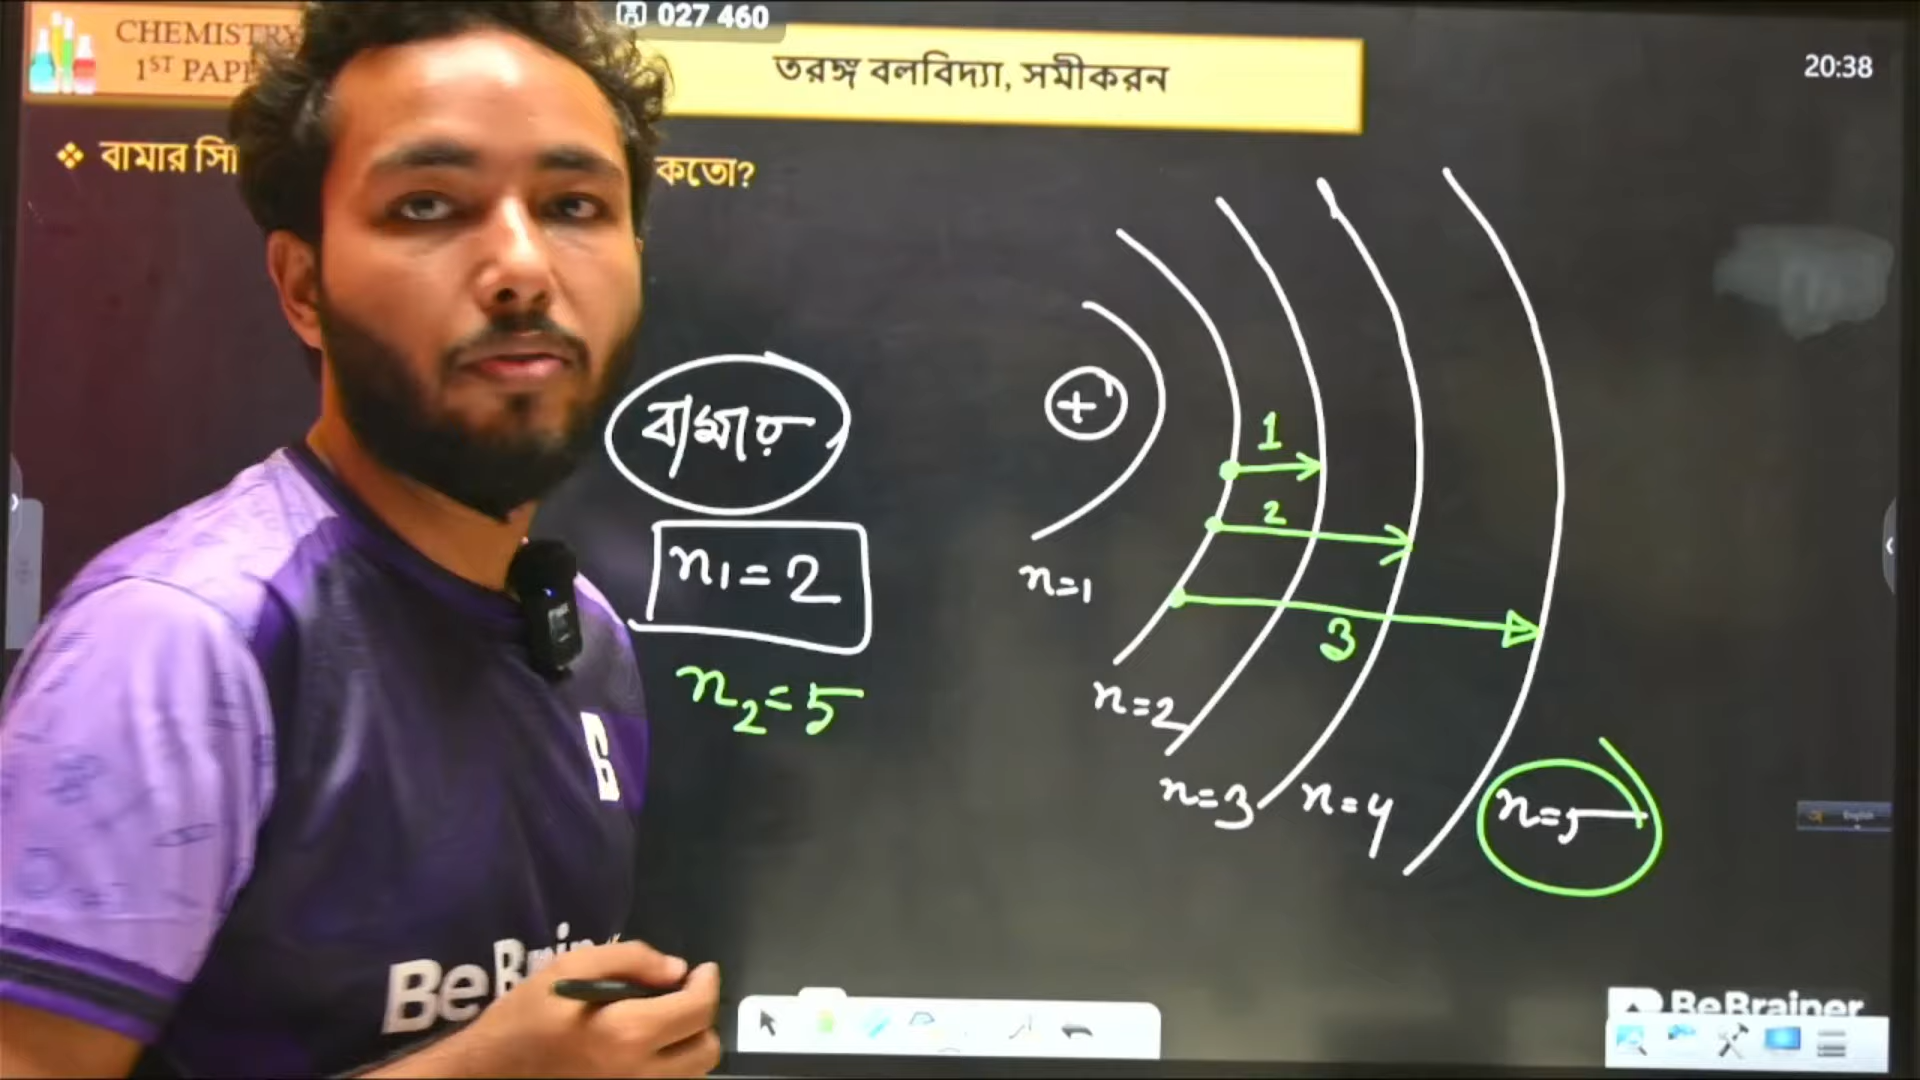 027 460
CHEMISTRY
1ST
তরঙ্গ বলবিদ্যা, সমীকরন
20:38
❖ বামার
কতো?
বামার
n₁=2
n₂=5
+
1
2
3
n=1
n=2
n=3
n=4
n=5
BeBrainer